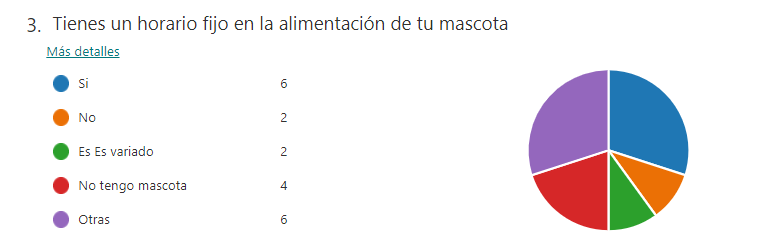 3. Tienes un horario fijo en la alimentación de tu mascota
Más detalles
Si 6
No 2
Es Es variado 2
No tengo mascota 4
Otras 6